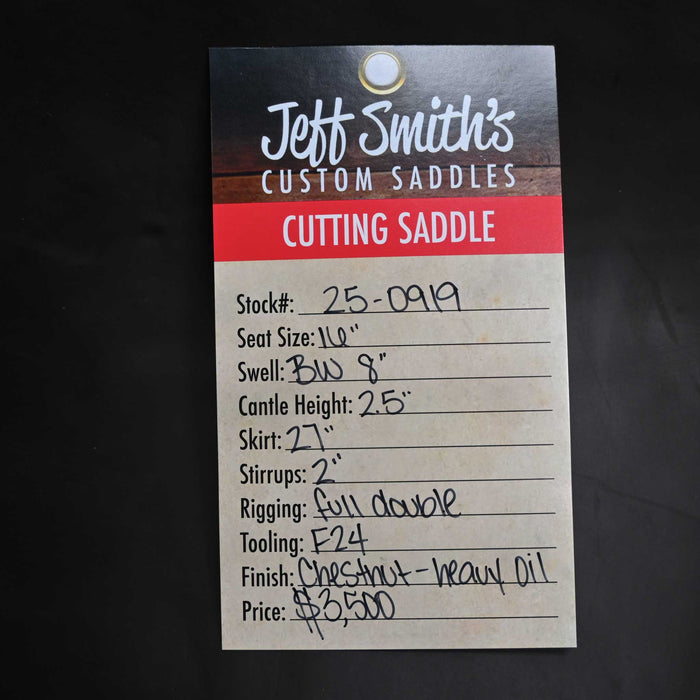 Jeff Smith's
CUSTOM SADDLES
CUTTING SADDLE
Stock#: 25-0919
Seat Size: 16"
Swell: BW 8"
Cantle Height: 2.5"
Skirt: 27"
Stirrups: 2"
Rigging: full double
Tooling: F24
Finish: Chestnut-heavy oil
Price: $3,500